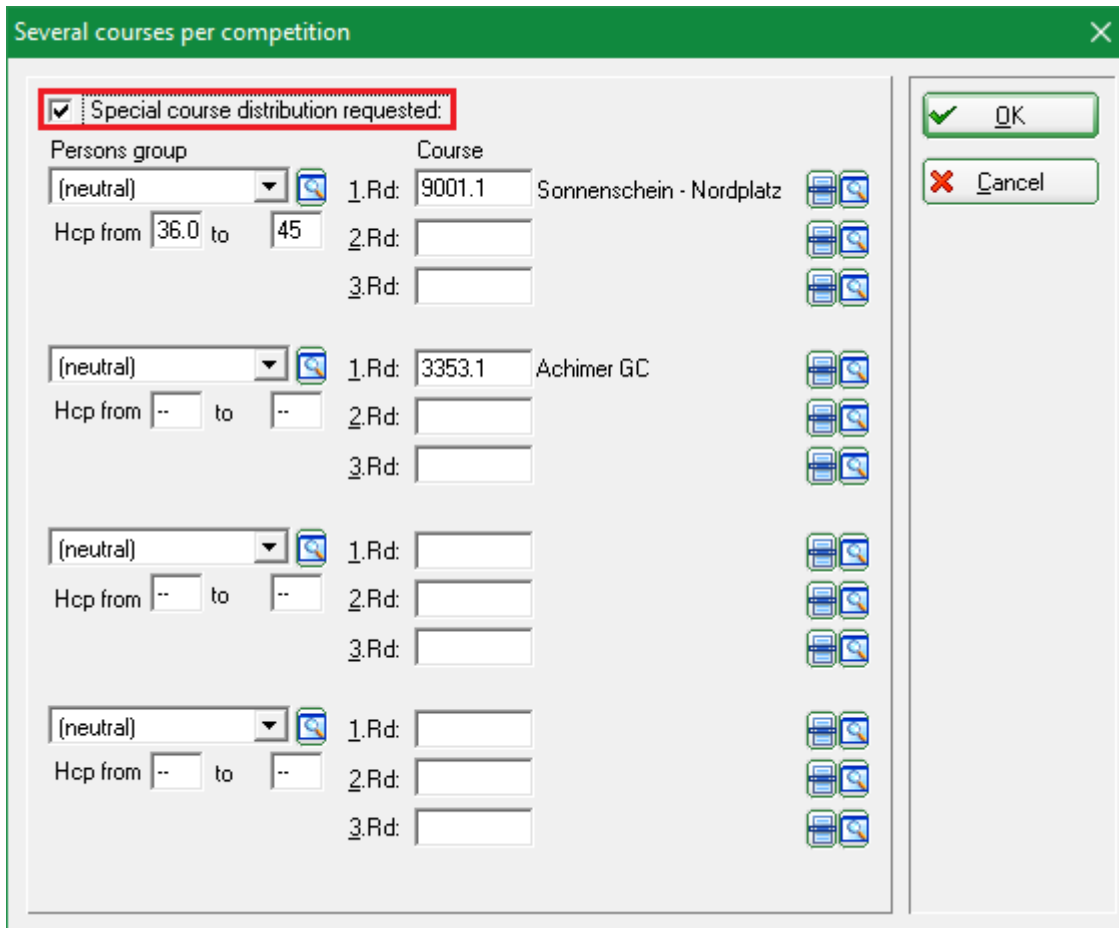 Several courses per competition
Special course distribution requested:
OK
Persons group Course
Cancel
(neutral) 1.Rd: 9001.1 Sonnenschein - Nordplatz
Hcp from 36.0 to 45 2.Rd:
3.Rd:
(neutral) 1.Rd: 3353.1 Achimer GC
Hcp from -- to -- 2.Rd:
3.Rd:
(neutral) 1.Rd:
Hcp from -- to -- 2.Rd:
3.Rd:
(neutral) 1.Rd:
Hcp from -- to -- 2.Rd:
3.Rd: